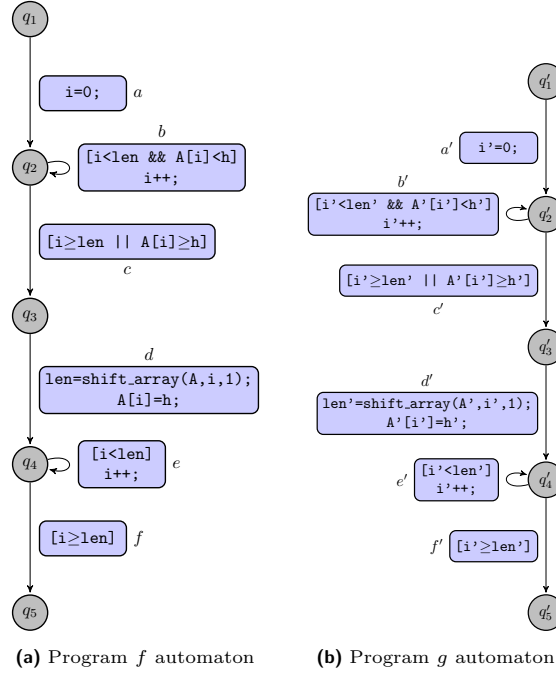 q₁
i=0; a
b
q₂ [i<len && A[i]<h]
i++;
[i≥len || A[i]≥h]
c
q₃
d
len=shift_array(A,i,1);
A[i]=h;
q₄ [i<len]
i++; e
[i≥len] f
q₅
(a) Program f automaton
q′₁
a′ i'=0;
b′
[i'<len' && A'[i']<h']
i'++; q′₂
[i'≥len' || A'[i']≥h']
c′
q′₃
d′
len'=shift_array(A',i',1);
A'[i']=h';
e′ [i'<len']
i'++; q′₄
f′ [i'≥len']
q′₅
(b) Program g automaton